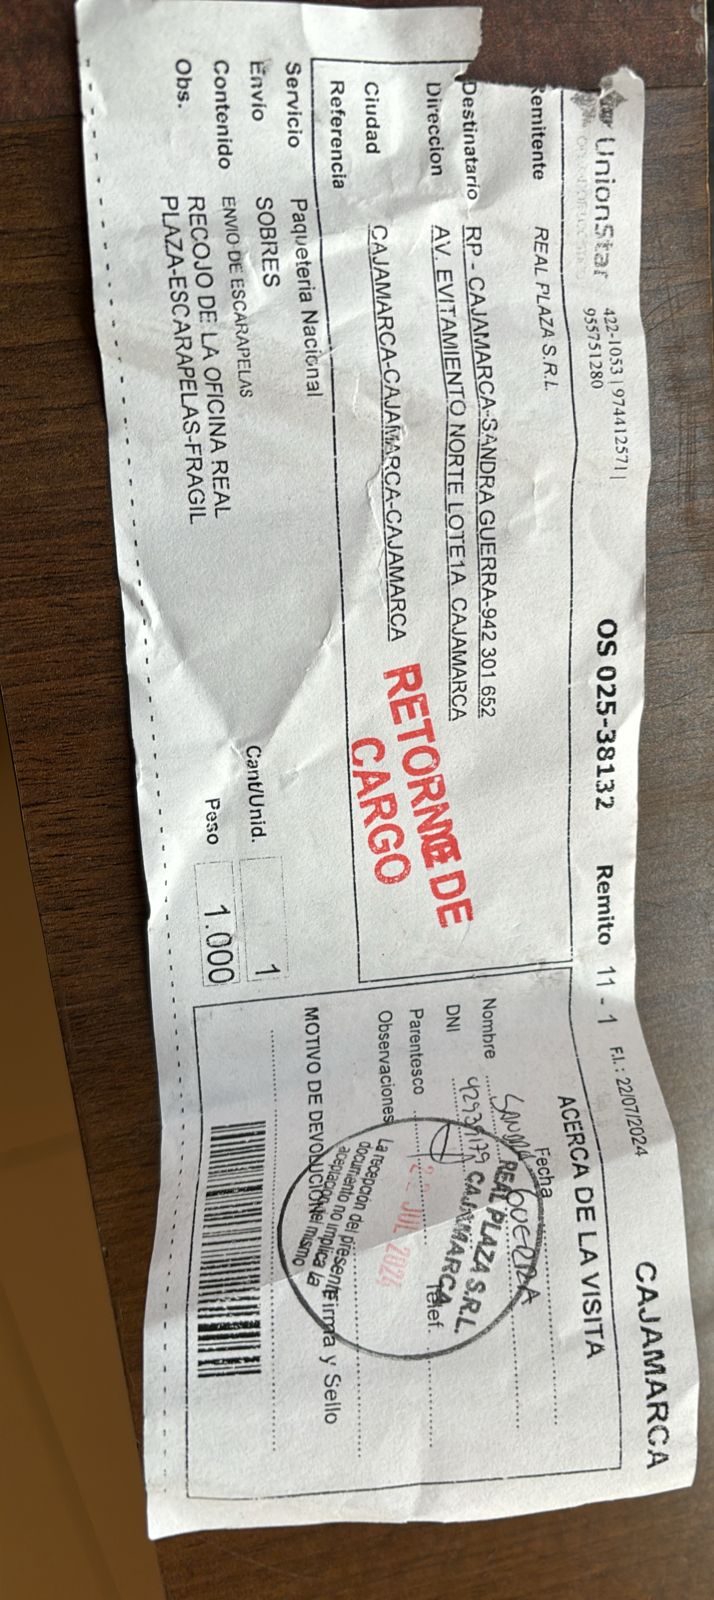 UnionStar 422-1053 | 974412571 |
955751280
OS 025-38132 Remito 11 - 1 F.I.: 22/07/2024
CAJAMARCA
Remitente REAL PLAZA S.R.L.
Destinatario RP - CAJAMARCA-SANDRA GUERRA-942 301 652
Direccion AV. EVITAMIENTO NORTE LOTE1A CAJAMARCA
Ciudad CAJAMARCA-CAJAMARCA-CAJAMARCA
Referencia
RETORNO DE
CARGO
Servicio Paqueteria Nacional
Envio SOBRES
Contenido ENVIO DE ESCARAPELAS
Obs. RECOJO DE LA OFICINA REAL
PLAZA-ESCARAPELAS-FRAGIL
Cant/Unid. 1
Peso 1.000
ACERCA DE LA VISITA
Fecha
Nombre Sandra Guerra
DNI
Parentesco Telef.
Observaciones
REAL PLAZA S.R.L.
CAJAMARCA
22 JUL 2024
La recepción del presente
documento no implica la
aceptación del mismo
MOTIVO DE DEVOLUCION Firma y Sello